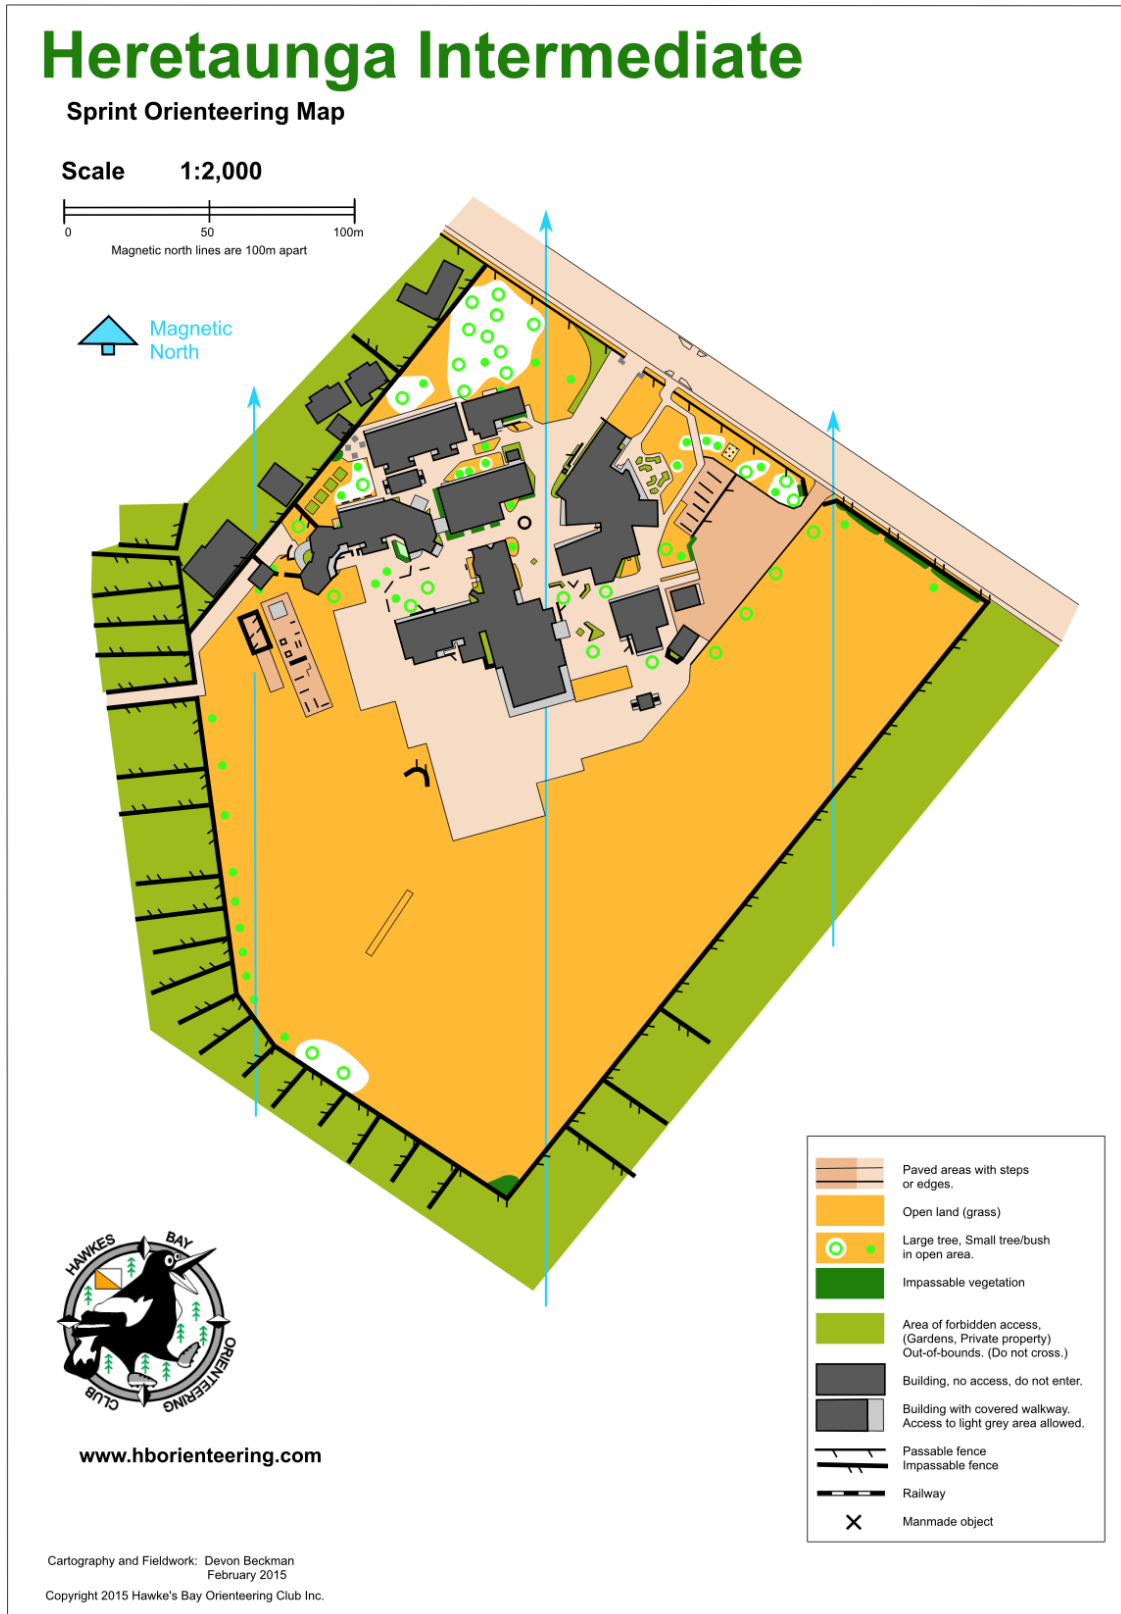 Heretaunga Intermediate
Sprint Orienteering Map
Scale 1:2,000
0 50 100m
Magnetic north lines are 100m apart
Magnetic
North
Paved areas with steps
or edges.
Open land (grass)
Large tree, Small tree/bush
in open area.
Impassable vegetation
Area of forbidden access,
(Gardens, Private property)
Out-of-bounds. (Do not cross.)
Building, no access, do not enter.
Building with covered walkway.
Access to light grey area allowed.
Passable fence
Impassable fence
Railway
Manmade object
HAWKES BAY
ORIENTEERING
CLUB
www.hborienteering.com
Cartography and Fieldwork: Devon Beckman
February 2015
Copyright 2015 Hawke's Bay Orienteering Club Inc.